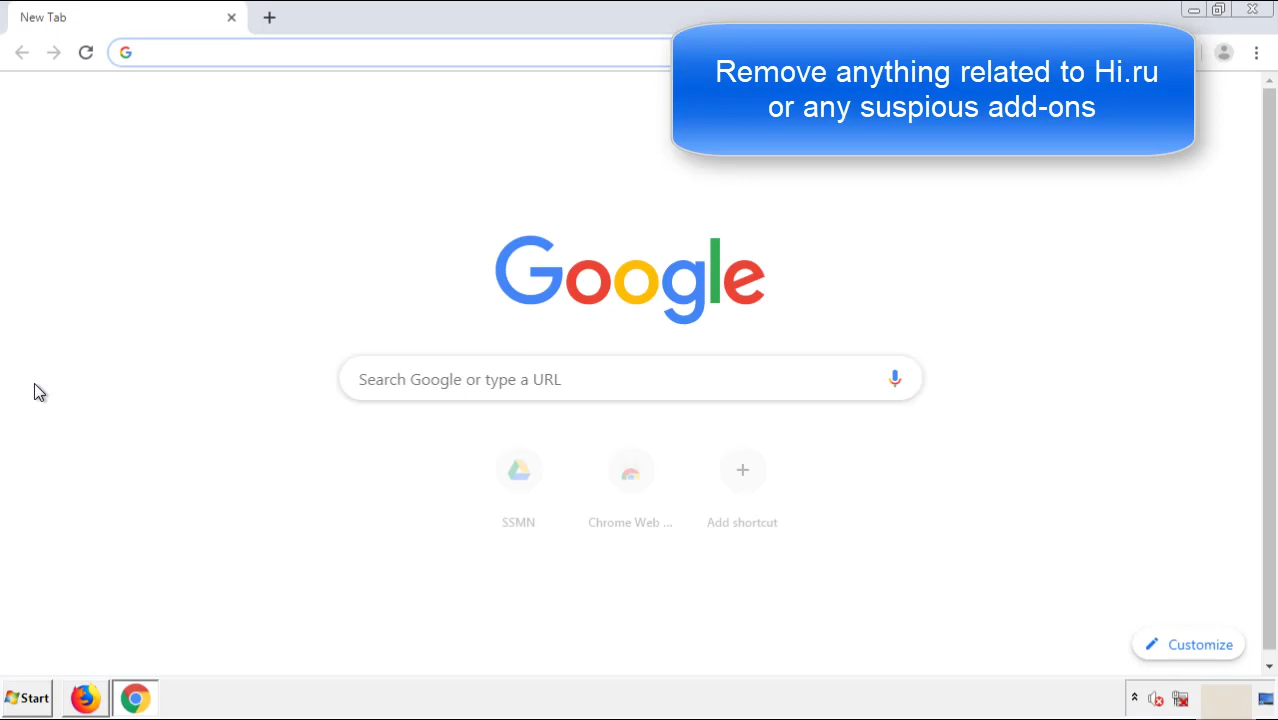 New Tab
Remove anything related to Hi.ru
or any suspious add-ons
Google
Search Google or type a URL
SSMN
Chrome Web ...
Add shortcut
Customize
Start